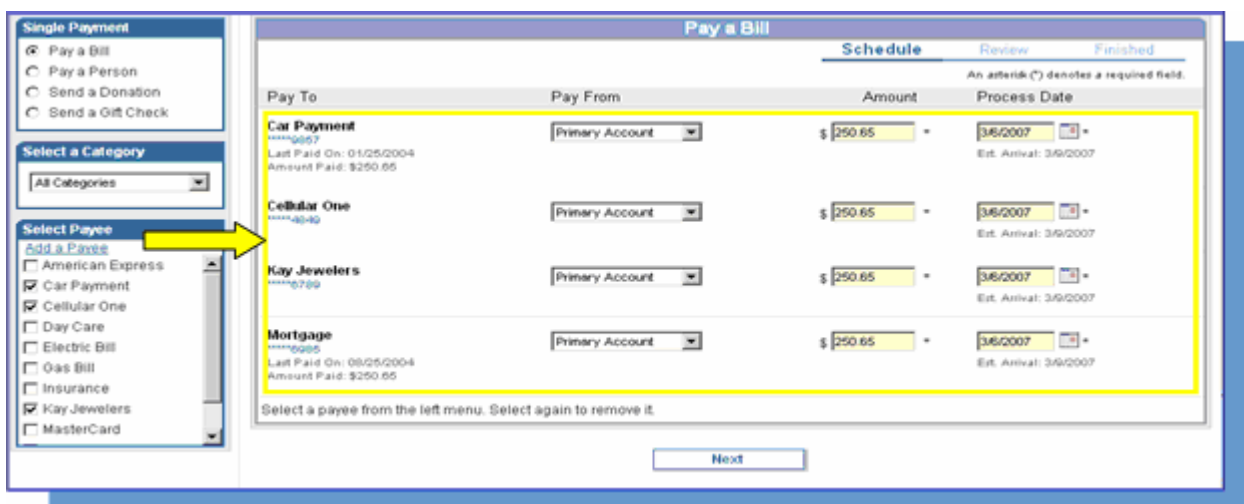 Single Payment
Pay a Bill
Pay a Person
Send a Donation
Send a Gift Check
Select a Category
All Categories
Select Payee
Add a Payee
American Express
Car Payment
Cellular One
Day Care
Electric Bill
Gas Bill
Insurance
Kay Jewelers
MasterCard
Pay a Bill
Schedule Review Finished
An asterisk (*) denotes a required field.
Pay To Pay From Amount Process Date
Car Payment Primary Account $ 250.65 * 3/6/2007 *
*****9857
Last Paid On: 01/25/2004 Est. Arrival: 3/9/2007
Amount Paid: $250.65
Cellular One Primary Account $ 250.65 * 3/6/2007 *
*****4849
Est. Arrival: 3/9/2007
Kay Jewelers Primary Account $ 250.65 * 3/6/2007 *
*****6789
Est. Arrival: 3/9/2007
Mortgage Primary Account $ 250.65 * 3/6/2007 *
Last Paid On: 08/25/2004 Est. Arrival: 3/9/2007
Amount Paid: $250.65
Select a payee from the left menu. Select again to remove it.
Next